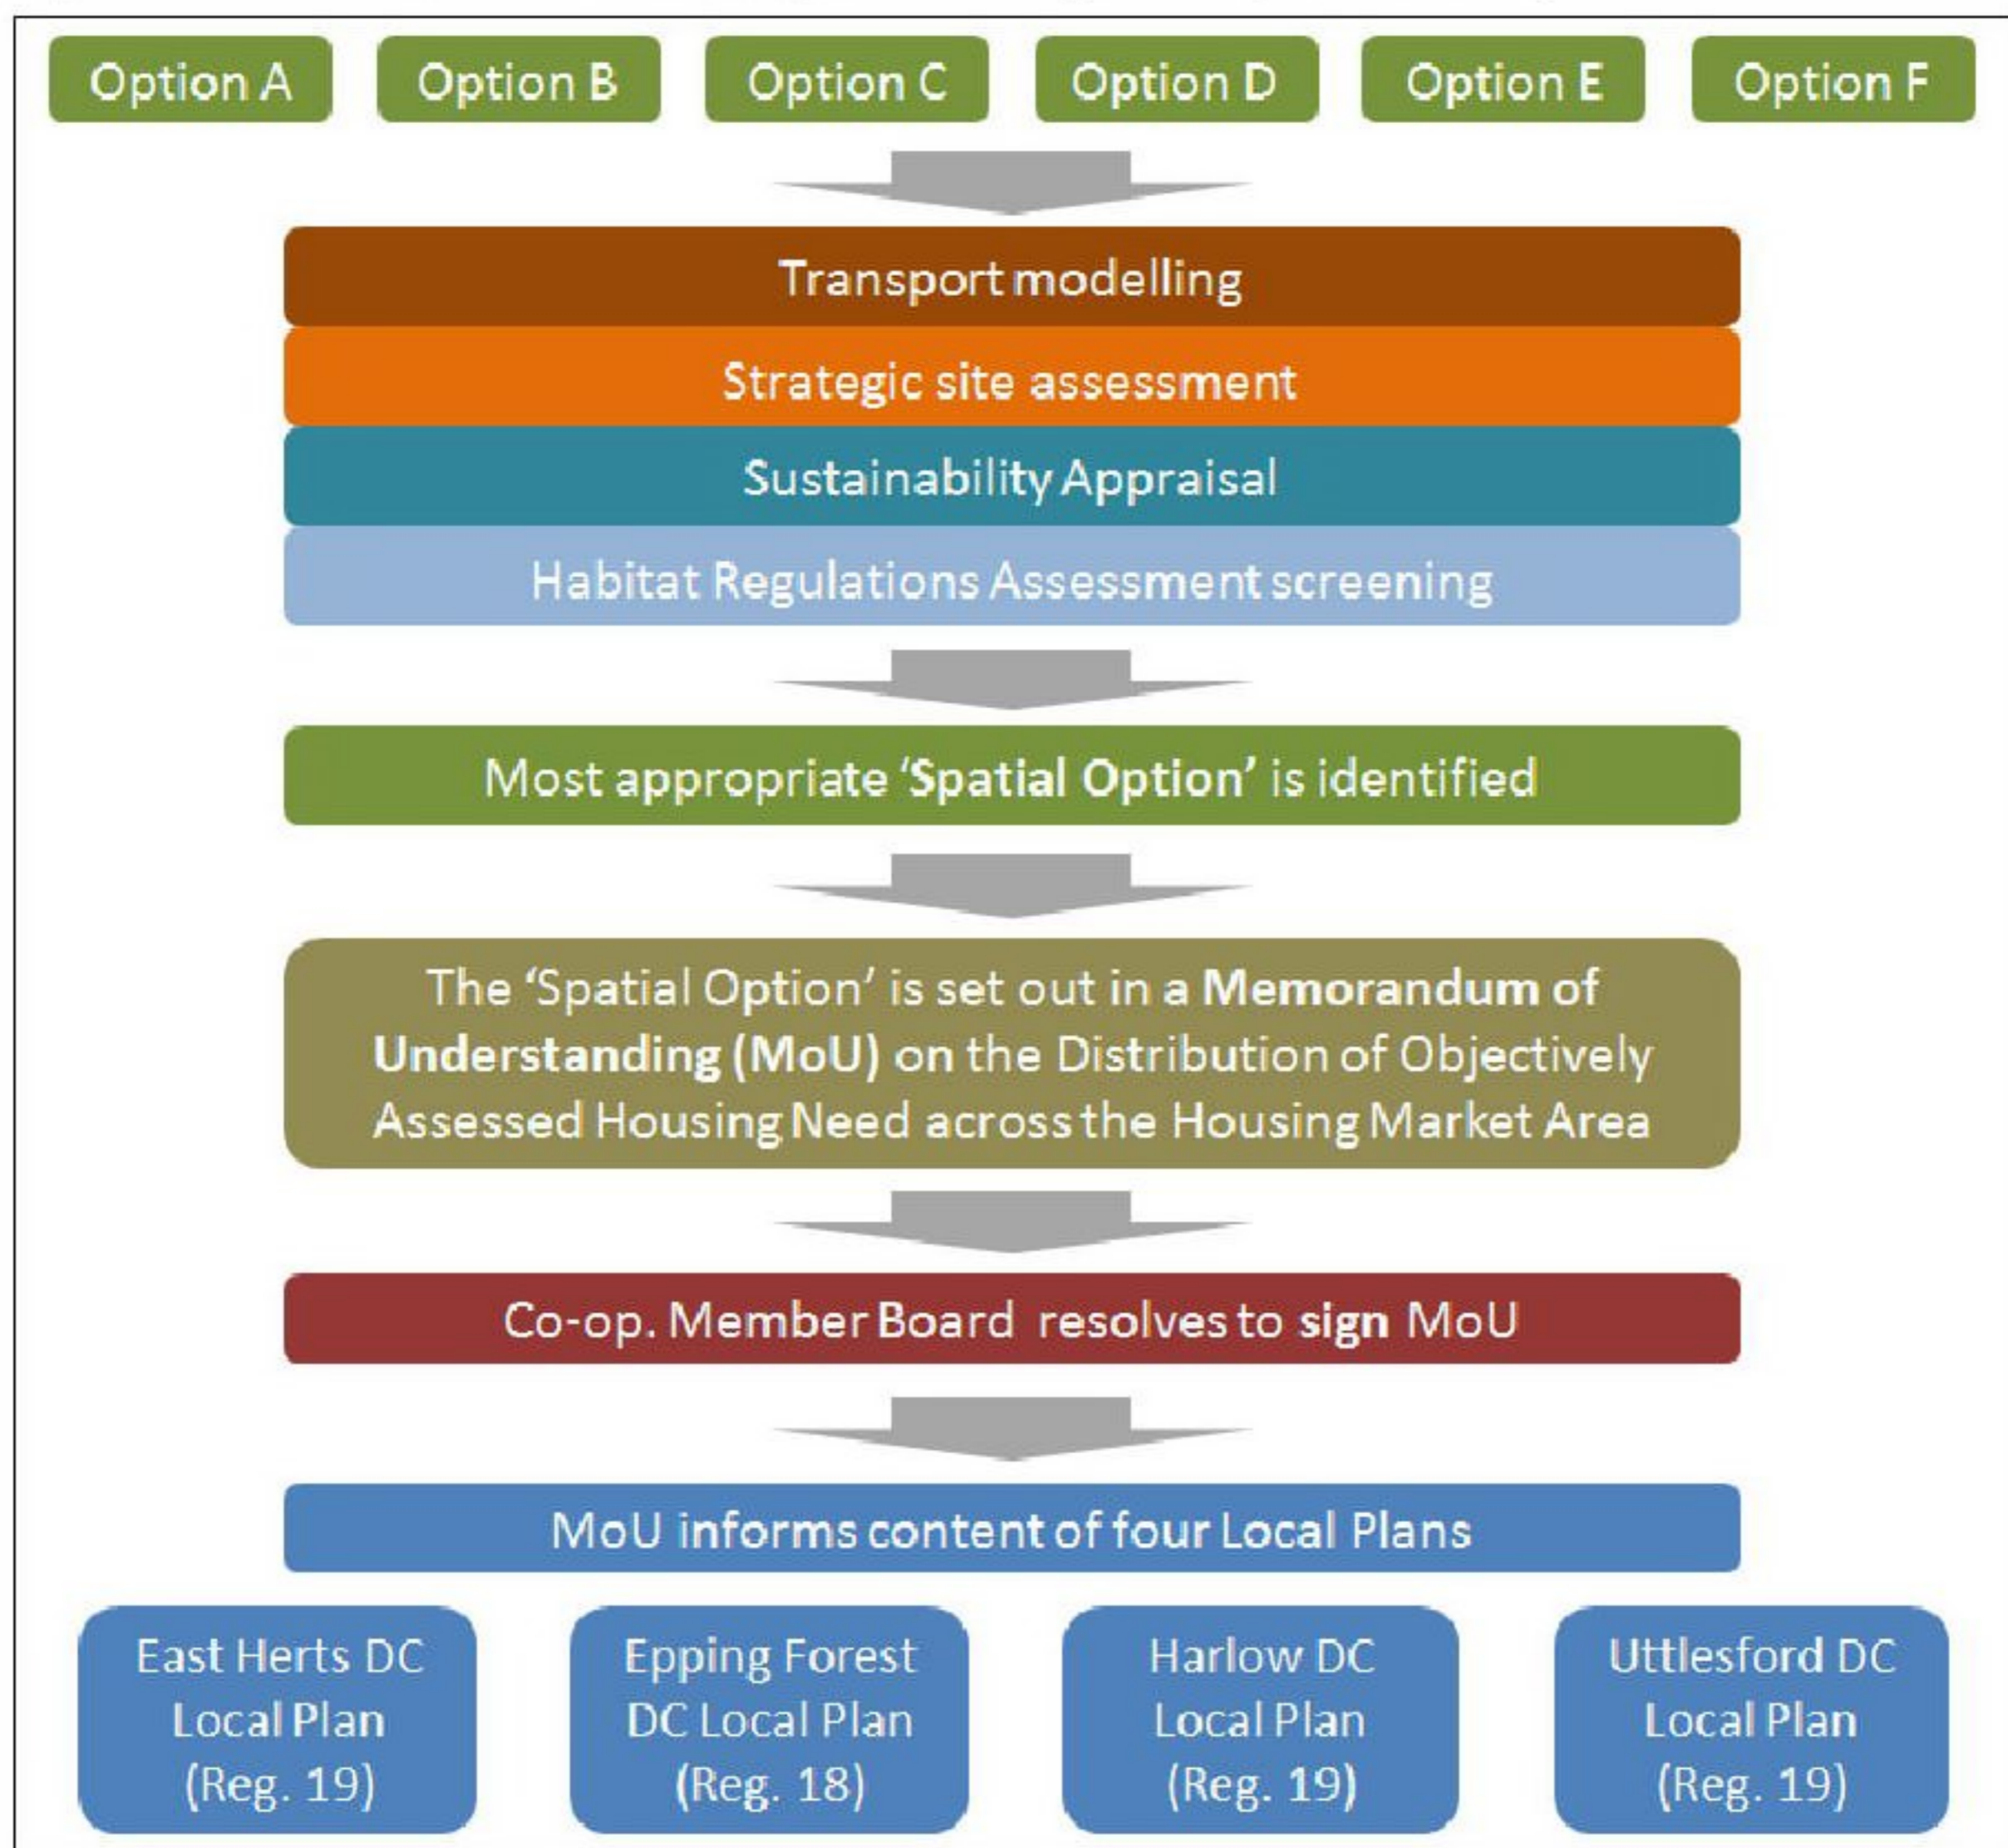 Option A
Option B
Option C
Option D
Option E
Option F
Transport modelling
Strategic site assessment
Sustainability Appraisal
Habitat Regulations Assessment screening
Most appropriate ‘Spatial Option’ is identified
The ‘Spatial Option’ is set out in a Memorandum of
Understanding (MoU) on the Distribution of Objectively
Assessed Housing Need across the Housing Market Area
Co-op. Member Board resolves to sign MoU
MoU informs content of four Local Plans
East Herts DC
Local Plan
(Reg. 19)
Epping Forest
DC Local Plan
(Reg. 18)
Harlow DC
Local Plan
(Reg. 19)
Uttlesford DC
Local Plan
(Reg. 19)